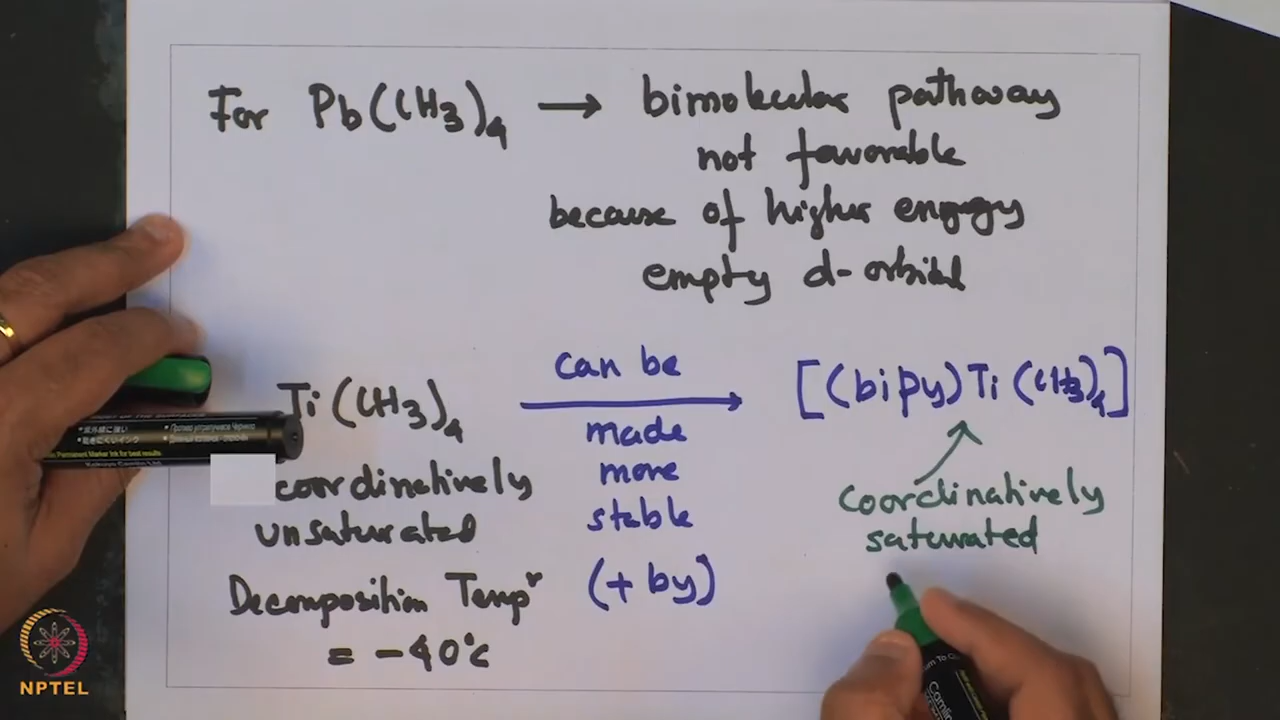 For Pb(CH3)4 → bimolecular pathway
not favorable
because of higher energy
empty d-orbital
Ti(CH3)4
can be
made
more
stable
(+ by)
[(bipy)Ti(CH3)4]
coordinatively
unsaturated
Decomposition Tempr
= -40°c
Coordinatively
saturated
NPTEL